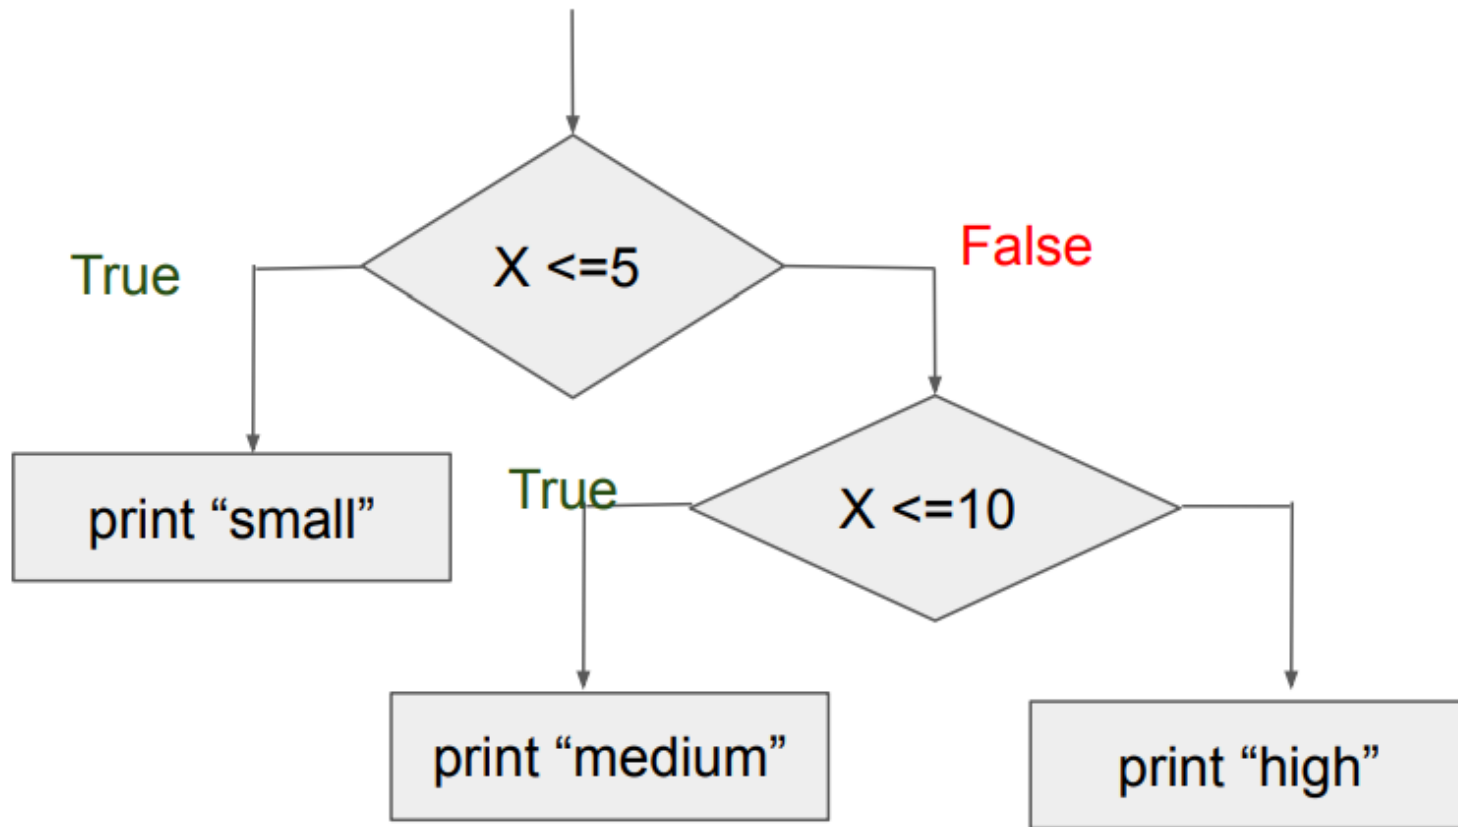 True
X <=5
False
print “small”
True
X <=10
print “medium”
print “high”